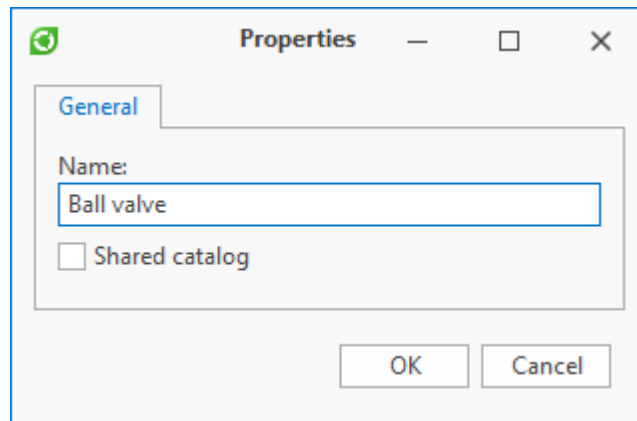 Properties
General
Name:
Ball valve
Shared catalog
OK Cancel